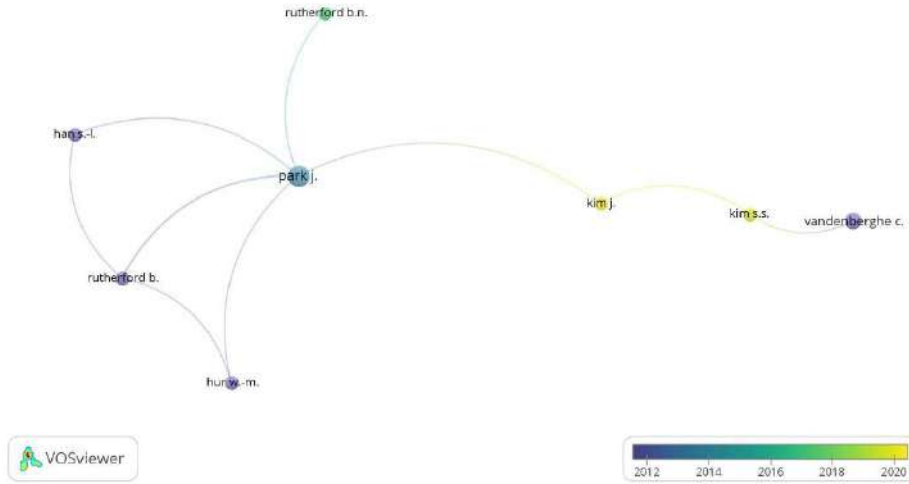 rutherford b.n.
han s.-l.
park j.
kim j.
kim s.s.
vandenberghe c.
rutherford b.
hur w.-m.
VOSviewer
2012 2014 2016 2018 2020